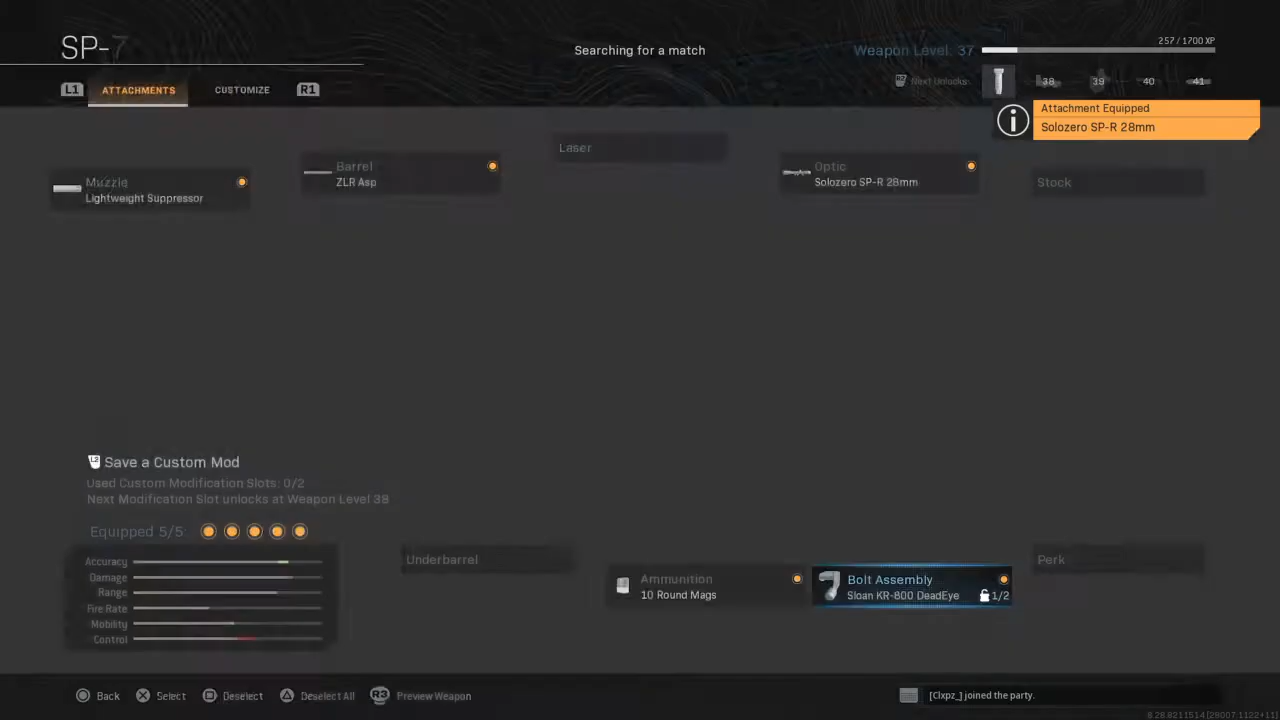 SP-7
Searching for a match
Weapon Level: 37
257 / 1700 XP
L1
ATTACHMENTS
CUSTOMIZE
R1
Next Unlocks:
38
39
40
41
Attachment Equipped
Solozero SP-R 28mm
Muzzle
Lightweight Suppressor
Barrel
ZLR Asp
Laser
Optic
Solozero SP-R 28mm
Stock
L2 Save a Custom Mod
Used Custom Modification Slots: 0/2
Next Modification Slot unlocks at Weapon Level 38
Equipped 5/5:
Accuracy
Damage
Range
Fire Rate
Mobility
Control
Underbarrel
Ammunition
10 Round Mags
Bolt Assembly
Sloan KR-800 DeadEye
1/2
Perk
Back
Select
Deselect
Deselect All
R3 Preview Weapon
[Clxpz_] joined the party.